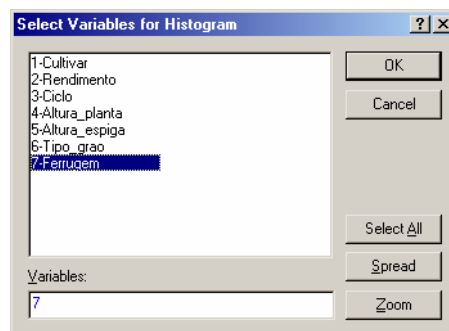 Select Variables for Histogram
1-Cultivar
2-Rendimento
3-Ciclo
4-Altura_planta
5-Altura_espiga
6-Tipo_grao
7-Ferrugem
OK
Cancel
Select All
Spread
Zoom
Variables:
7